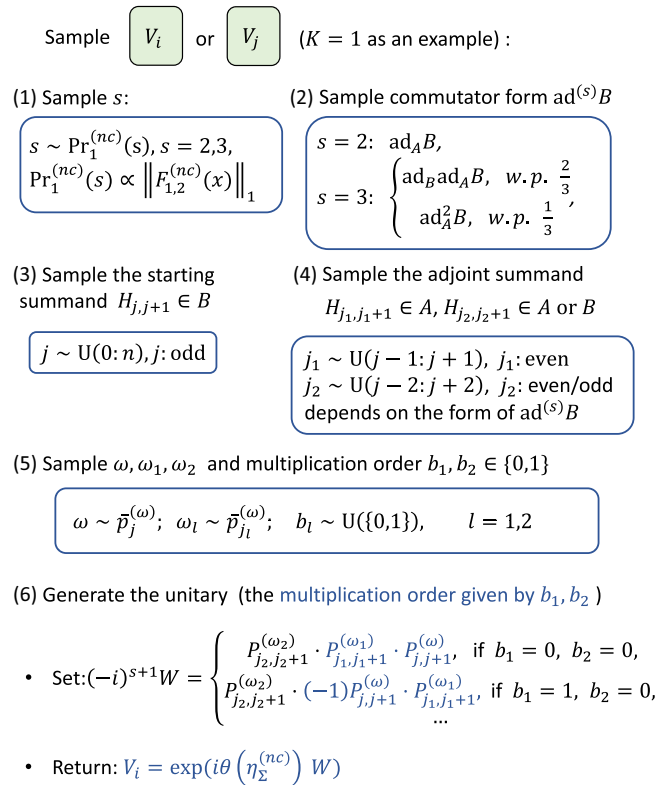 Sample V_i or V_j (K = 1 as an example) :
(1) Sample s:
s ~ Pr_1^{(nc)}(s), s = 2,3,
Pr_1^{(nc)}(s) ∝ ‖F_{1,2}^{(nc)}(x)‖_1
(2) Sample commutator form ad^{(s)}B
s = 2: ad_A B,
s = 3: { ad_B ad_A B, w.p. 2/3
ad_A^2 B, w.p. 1/3 ,
(3) Sample the starting
summand H_{j,j+1} ∈ B
j ~ U(0:n), j: odd
(4) Sample the adjoint summand
H_{j_1,j_1+1} ∈ A, H_{j_2,j_2+1} ∈ A or B
j_1 ~ U(j − 1: j + 1), j_1: even
j_2 ~ U(j − 2: j + 2), j_2: even/odd
depends on the form of ad^{(s)}B
(5) Sample ω, ω_1, ω_2 and multiplication order b_1, b_2 ∈ {0,1}
ω ~ p̄_j^{(ω)}; ω_l ~ p̄_{j_l}^{(ω)}; b_l ~ U({0,1}), l = 1,2
(6) Generate the unitary (the multiplication order given by b_1, b_2 )
• Set:(−i)^{s+1}W = { P_{j_2,j_2+1}^{(ω_2)} · P_{j_1,j_1+1}^{(ω_1)} · P_{j,j+1}^{(ω)}, if b_1 = 0, b_2 = 0,
P_{j_2,j_2+1}^{(ω_2)} · (−1)P_{j,j+1}^{(ω)} · P_{j_1,j_1+1}^{(ω_1)}, if b_1 = 1, b_2 = 0,
...
• Return: V_i = exp(iθ (η_Σ^{(nc)}) W)